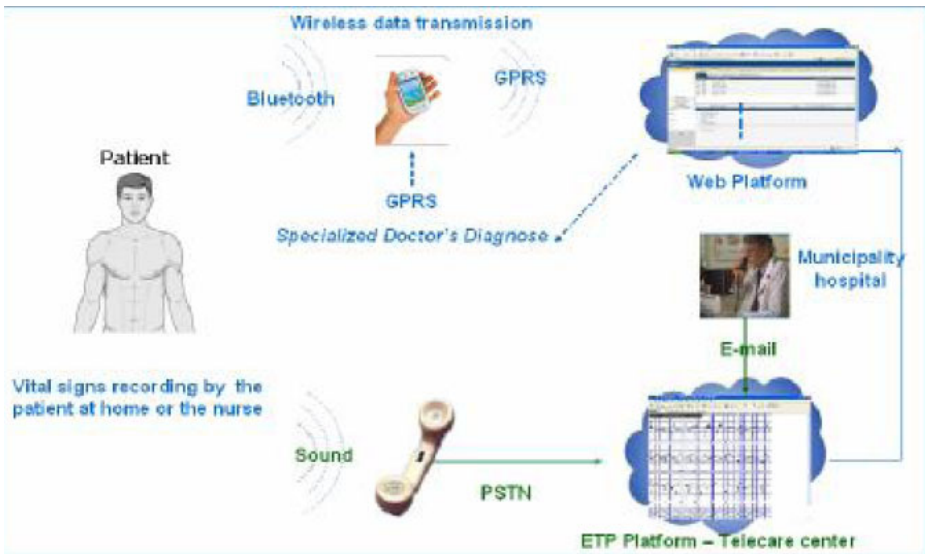 Wireless data transmission
Bluetooth
GPRS
Patient
GPRS
Specialized Doctor's Diagnose
Web Platform
Municipality
hospital
E-mail
Vital signs recording by the
patient at home or the nurse
Sound
PSTN
ETP Platform – Telecare center